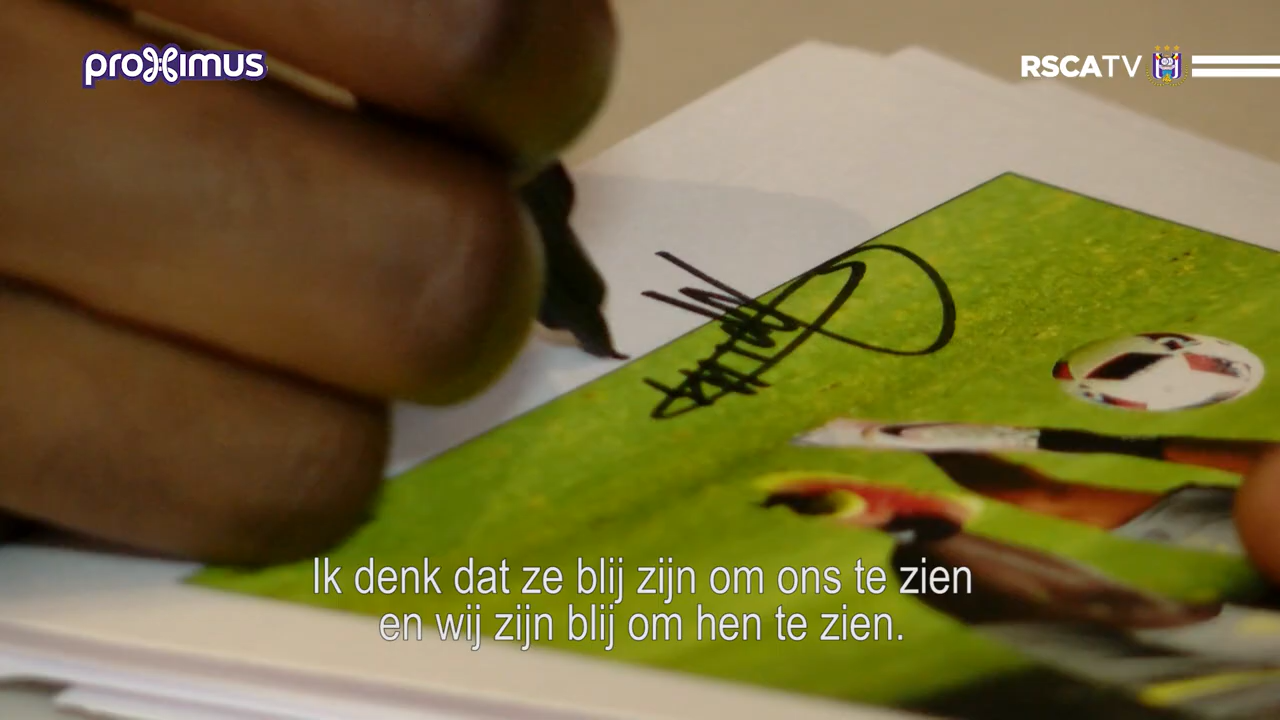 proximus
RSCATV
Ik denk dat ze blij zijn om ons te zien
en wij zijn blij om hen te zien.